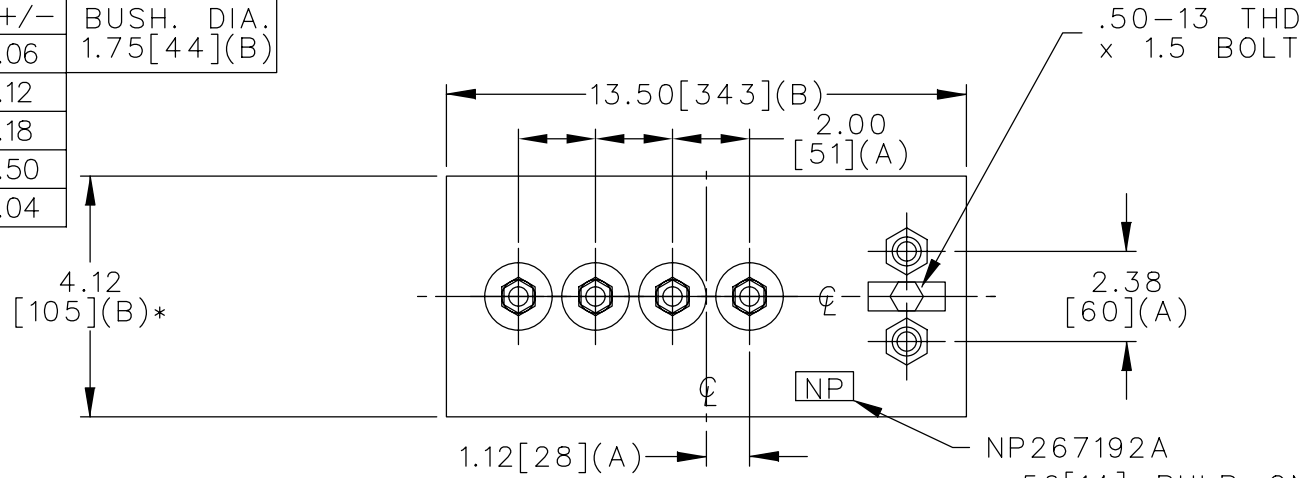 +/-
.06
.12
.18
.50
.04
BUSH. DIA.
1.75[44](B)
.50-13 THD
x 1.5 BOLT
13.50[343](B)
2.00
[51](A)
4.12
[105](B)*
2.38
[60](A)
℄
℄
NP
1.12[28](A)
NP267192A